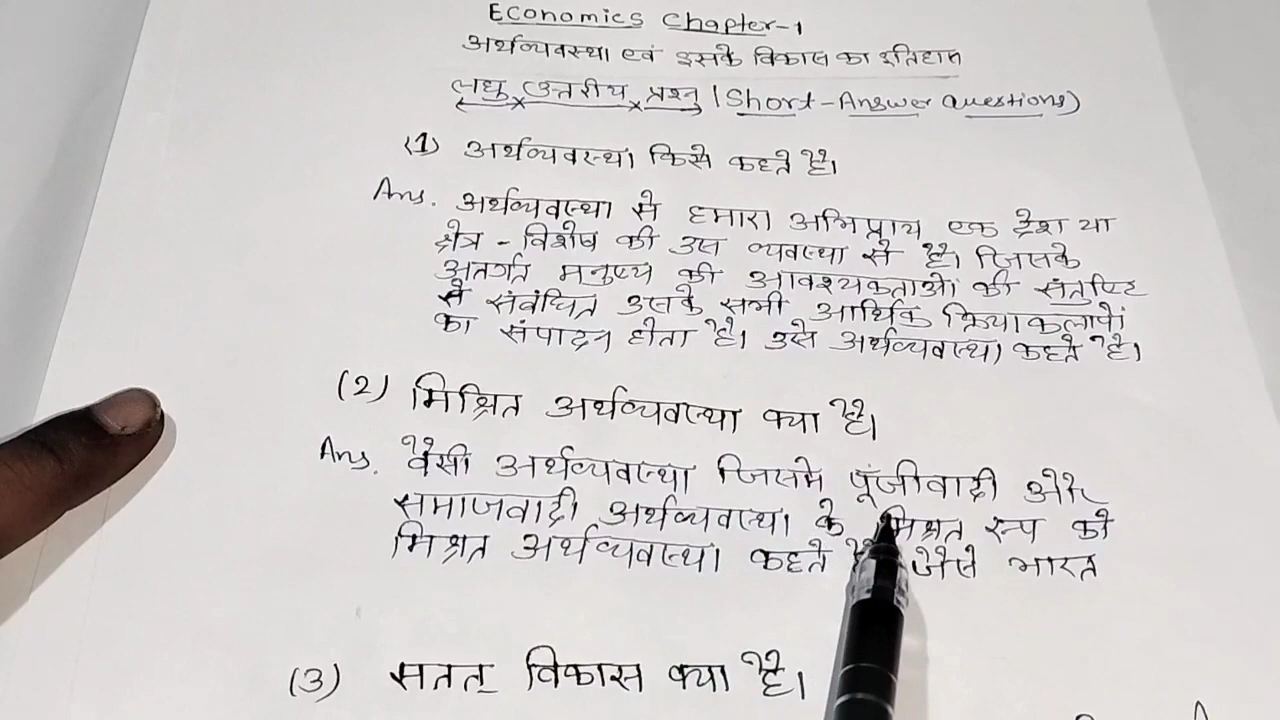 Economics Chapter-1
अर्थव्यवस्था एवं इसके विकास का इतिहास
लघु उत्तरीय प्रश्न (Short-Answer Questions)
(1) अर्थव्यवस्था किसे कहते है।
Ans. अर्थव्यवस्था से हमारा अभिप्राय एक देश या
क्षेत्र - विशेष की उस व्यवस्था से है। जिसके
अतर्गत मनुष्य की आवश्यकताओ की संतुष्टि
से संबंधित उसके सभी आर्थिक क्रियाकलापों
का संपादन होता है। उसे अर्थव्यवस्था कहते है।
(2) मिश्रित अर्थव्यवस्था क्या है।
Ans. वैसी अर्थव्यवस्था जिसमे पूंजीवादी और
समाजवादी अर्थव्यवस्था के मिश्रत रूप को
मिश्रत अर्थव्यवस्था कहते है जैसे भारत
(3) सतत् विकास क्या है।